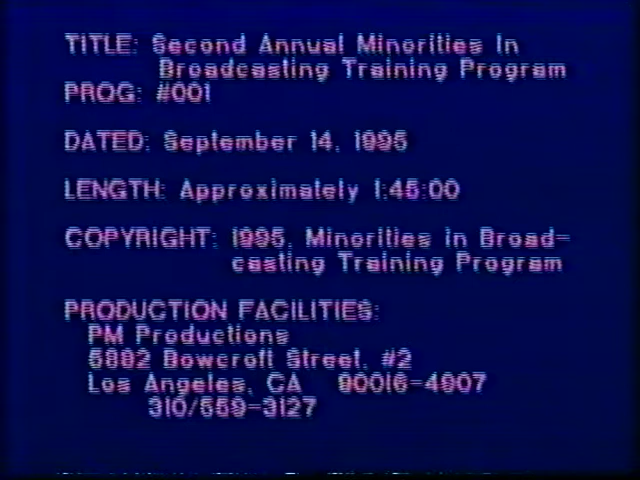 TITLE: Second Annual Minorities In
Broadcasting Training Program
PROG: #001
DATED: September 14, 1995
LENGTH: Approximately 1:45:00
COPYRIGHT: 1995, Minorities in Broad-
casting Training Program
PRODUCTION FACILITIES:
PM Productions
5882 Bowcroft Street, #2
Los Angeles, CA 90016-4907
310/559-3127